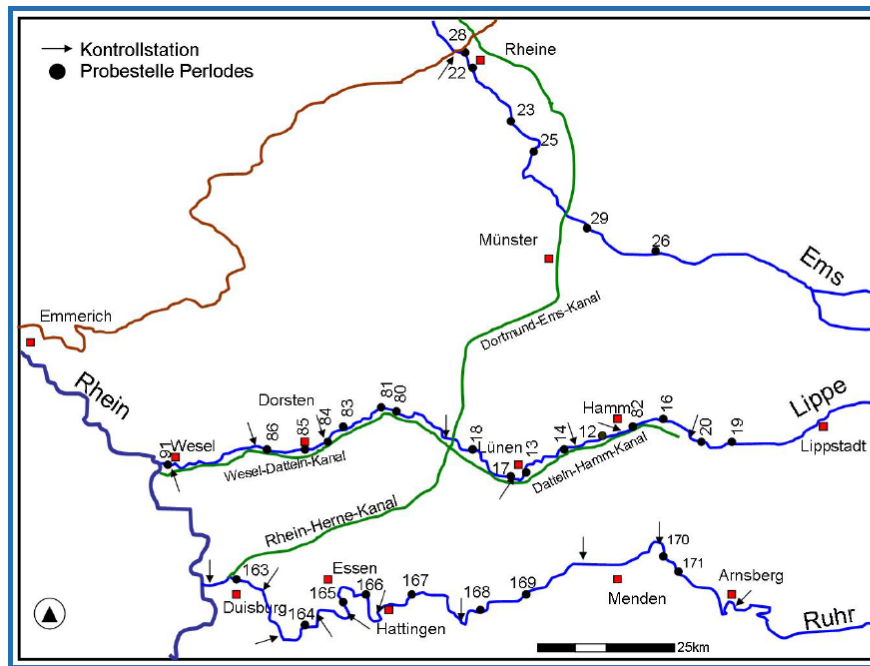 Kontrollstation
Probestelle Perlodes
28
Rheine
22
23
25
29
26
Münster
Ems
Dortmund-Ems-Kanal
Emmerich
Rhein
Dorsten
81
80
83
84
85
86
91
Wesel
Wesel-Datteln-Kanal
18
Lünen
17
13
14
12
Hamm
82
16
20
19
Lippe
Lippstadt
Datteln-Hamm-Kanal
Rhein-Herne-Kanal
163
Duisburg
164
Essen
165
166
Hattingen
167
168
169
170
171
Menden
Arnsberg
Ruhr
25km